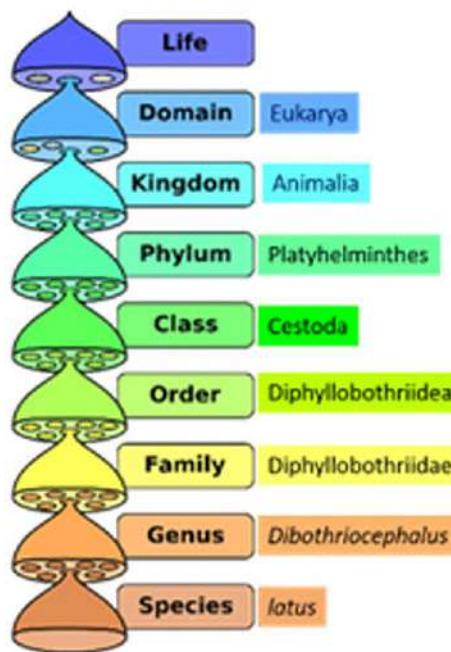 Life
Domain Eukarya
Kingdom Animalia
Phylum Platyhelminthes
Class Cestoda
Order Diphyllobothriidea
Family Diphyllobothriidae
Genus Dibothriocephalus
Species latus